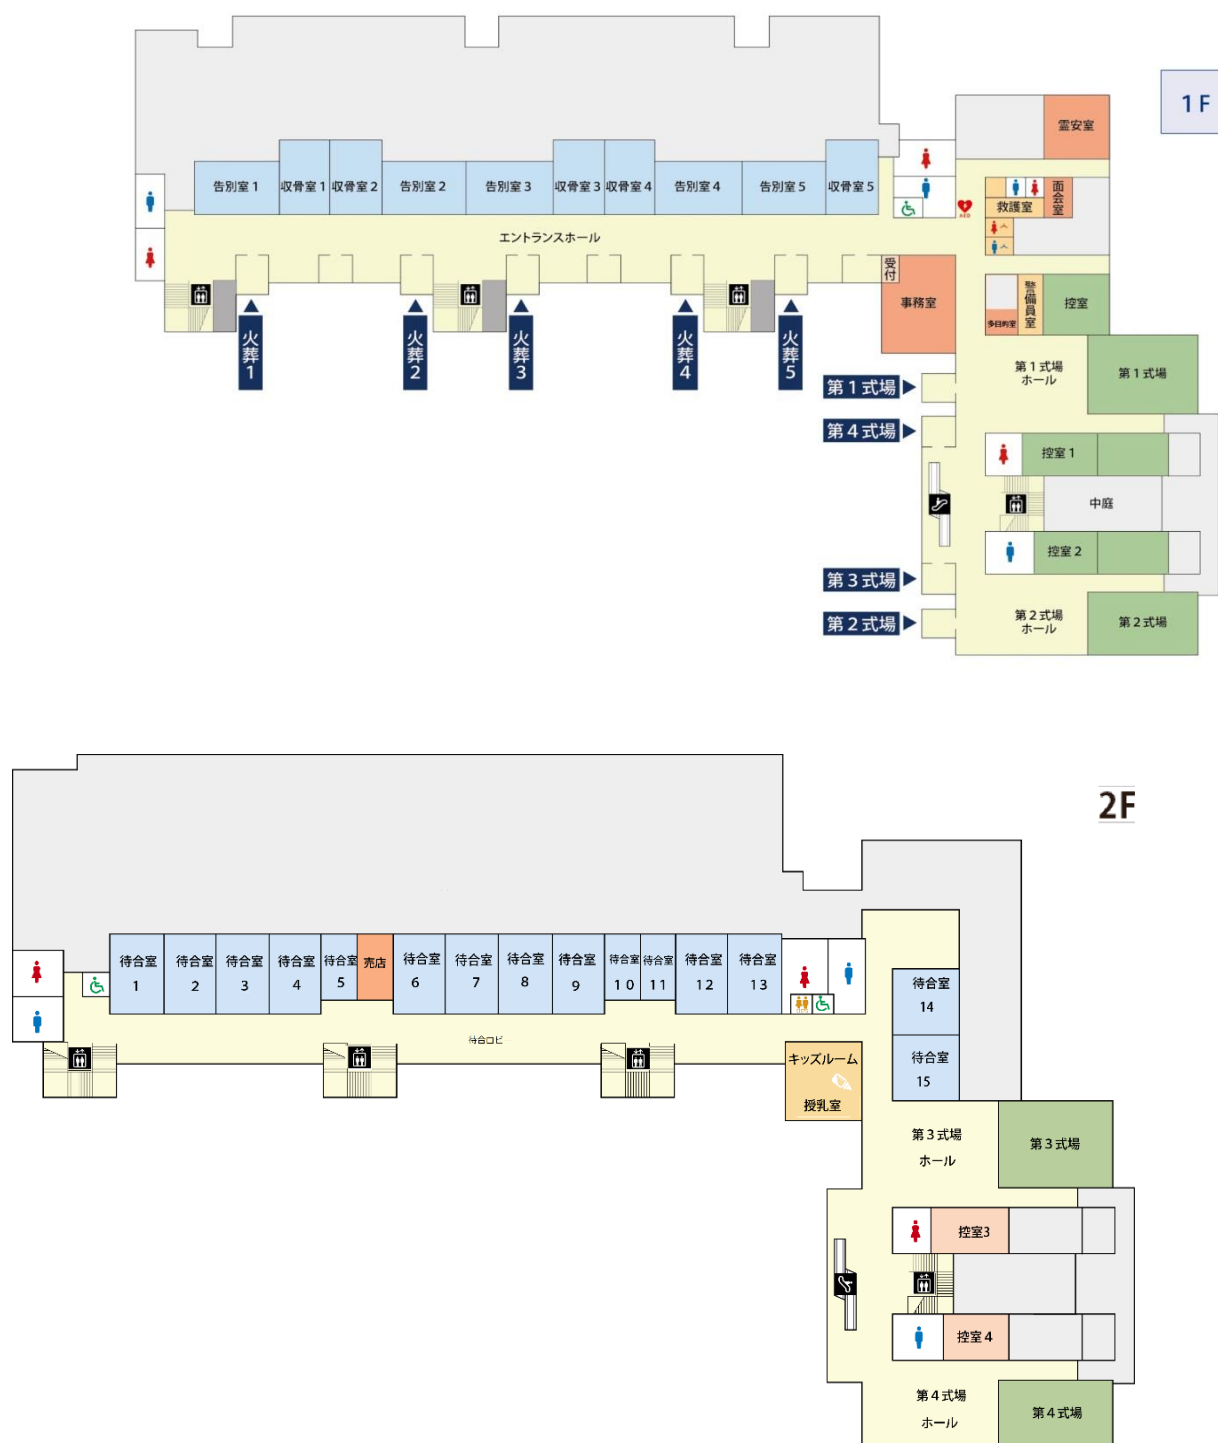 1F
霊安室
告別室1
収骨室1
収骨室2
告別室2
告別室3
収骨室3
収骨室4
告別室4
告別室5
収骨室5
AED
救護室
面会室
エントランスホール
受付
事務室
多目的室
警備員室
控室
火葬1
火葬2
火葬3
火葬4
火葬5
第1式場
第4式場
第1式場
ホール
第1式場
控室1
中庭
控室2
第3式場
第2式場
第2式場
ホール
第2式場
2F
待合室
1
待合室
2
待合室
3
待合室
4
待合室
5
売店
待合室
6
待合室
7
待合室
8
待合室
9
待合室
10
待合室
11
待合室
12
待合室
13
待合室
14
待合室
15
待合ロビ
キッズルーム
授乳室
第3式場
ホール
第3式場
控室3
控室4
第4式場
ホール
第4式場